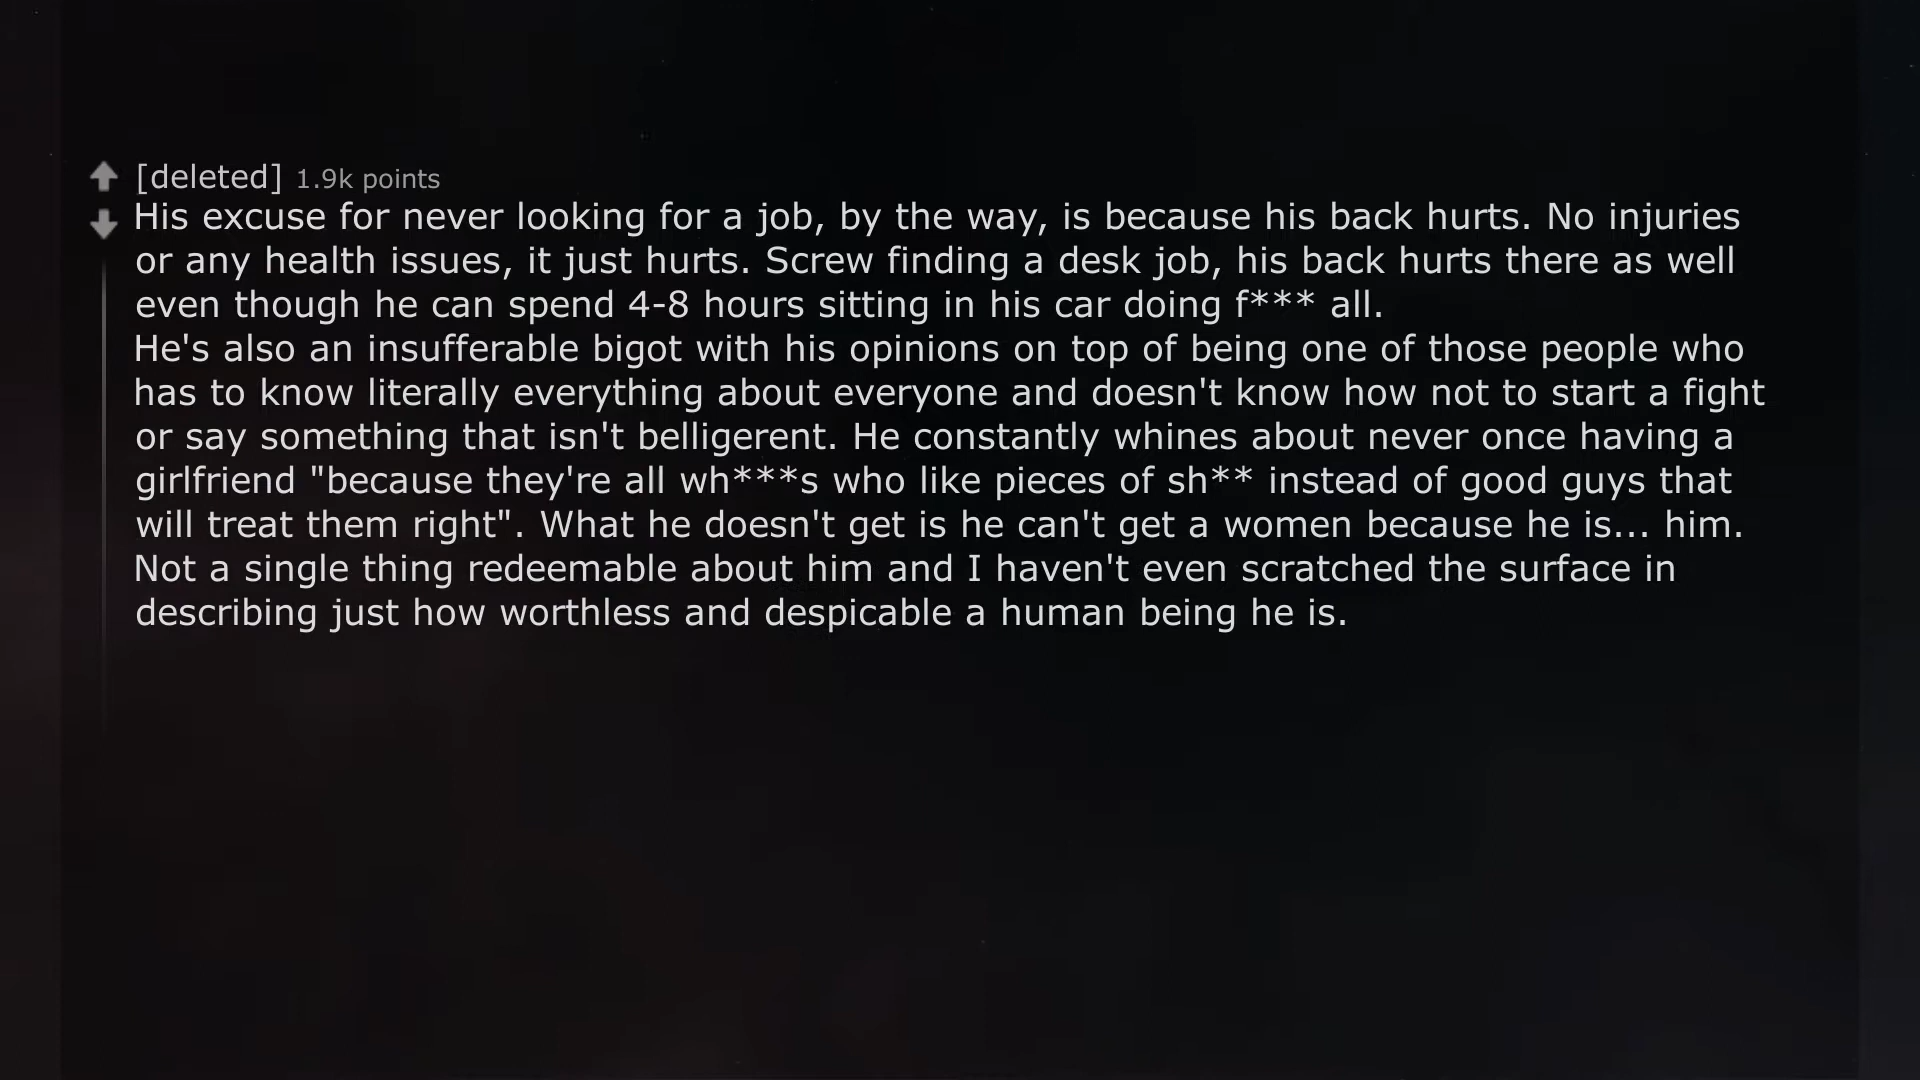 [deleted] 1.9k points
His excuse for never looking for a job, by the way, is because his back hurts. No injuries
or any health issues, it just hurts. Screw finding a desk job, his back hurts there as well
even though he can spend 4-8 hours sitting in his car doing f*** all.
He's also an insufferable bigot with his opinions on top of being one of those people who
has to know literally everything about everyone and doesn't know how not to start a fight
or say something that isn't belligerent. He constantly whines about never once having a
girlfriend "because they're all wh***s who like pieces of sh** instead of good guys that
will treat them right". What he doesn't get is he can't get a women because he is... him.
Not a single thing redeemable about him and I haven't even scratched the surface in
describing just how worthless and despicable a human being he is.